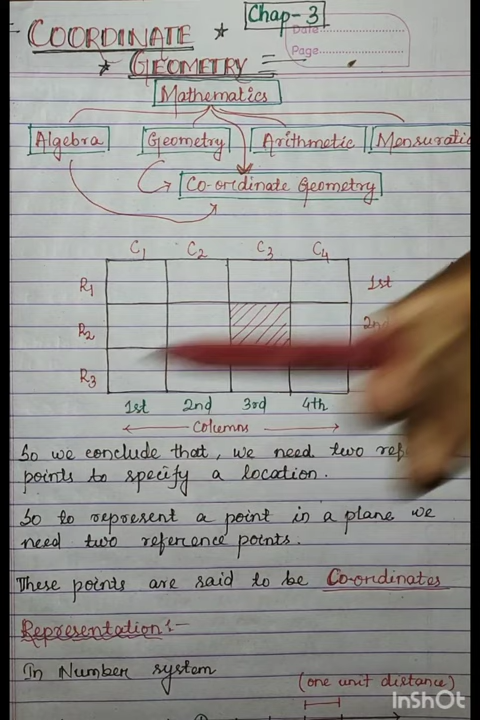 Chap-3
COORDINATE
GEOMETRY
Date
Page
Mathematics
Algebra Geometry Arithmetic
Co-ordinate Geometry
C1 C2 C3 C4
R1 1st
R2 2nd
R3
1st 2nd 3rd 4th
Columns
So we conclude that, we need two
points to specify a location.
So to represent a point in a plane we
need two reference points.
These points are said to be Co-ordinates
Representation:-
In Number system
(one unit distance)
InShOt